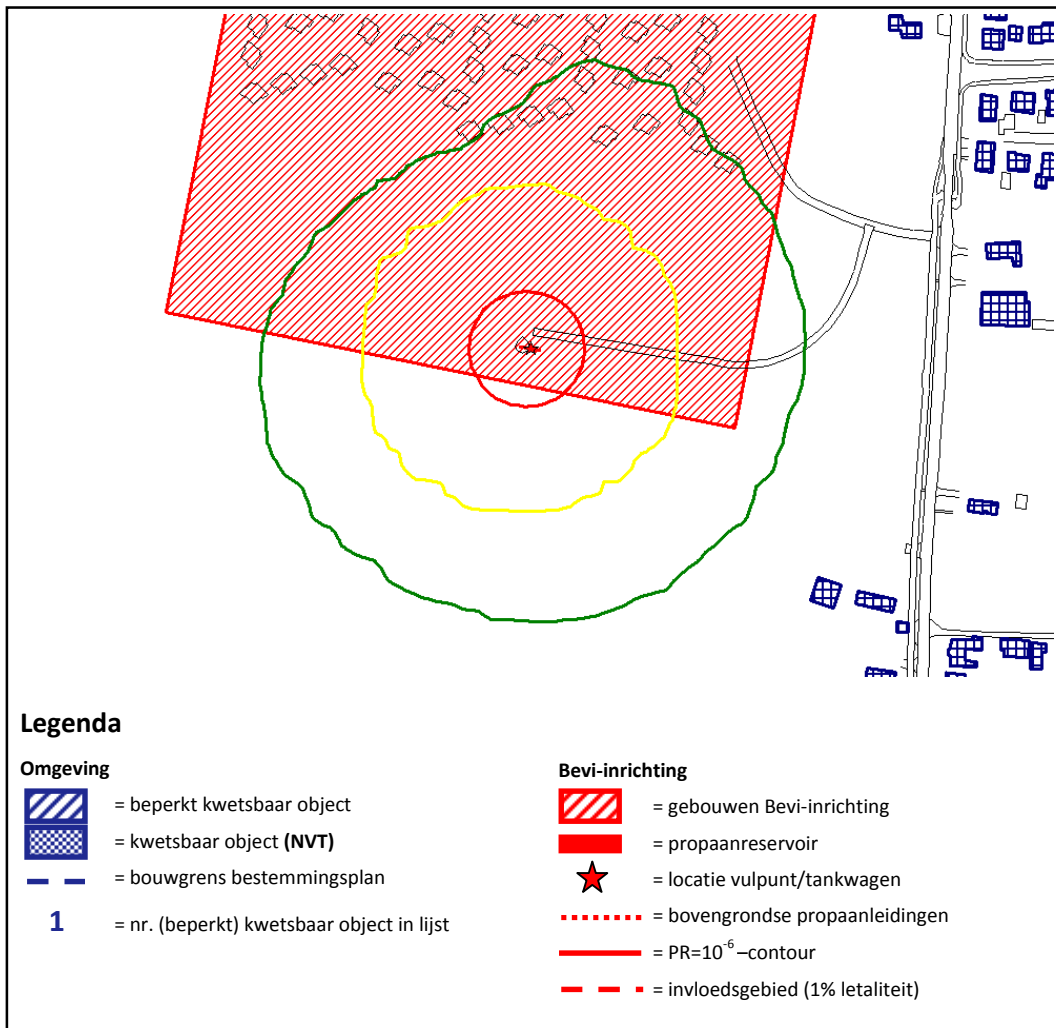 Legenda
Omgeving
= beperkt kwetsbaar object
= kwetsbaar object (NVT)
= bouwgrens bestemmingsplan
1 = nr. (beperkt) kwetsbaar object in lijst
Bevi-inrichting
= gebouwen Bevi-inrichting
= propaanreservoir
= locatie vulpunt/tankwagen
= bovengrondse propaanleidingen
= PR=10⁻⁶ –contour
= invloedsgebied (1% letaliteit)